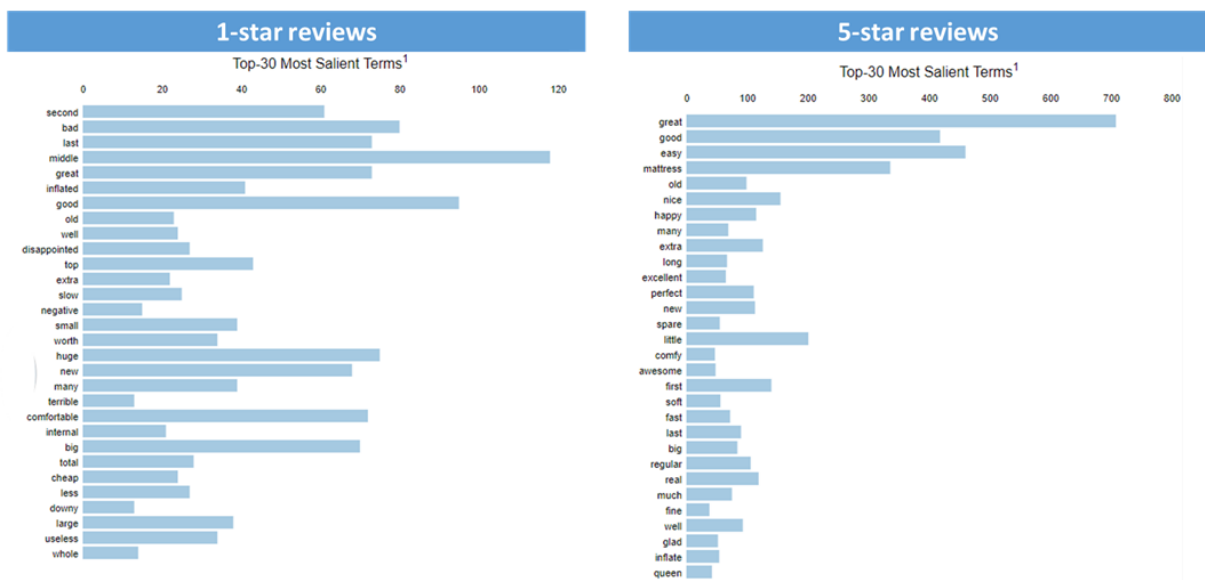 1-star reviews
Top-30 Most Salient Terms1
0 20 40 60 80 100 120
second
bad
last
middle
great
inflated
good
old
well
disappointed
top
extra
slow
negative
small
worth
huge
new
many
terrible
comfortable
internal
big
total
cheap
less
downy
large
useless
whole
5-star reviews
Top-30 Most Salient Terms1
0 100 200 300 400 500 600 700 800
great
good
easy
mattress
old
nice
happy
many
extra
long
excellent
perfect
new
spare
little
comfy
awesome
first
soft
fast
last
big
regular
real
much
fine
well
glad
inflate
queen